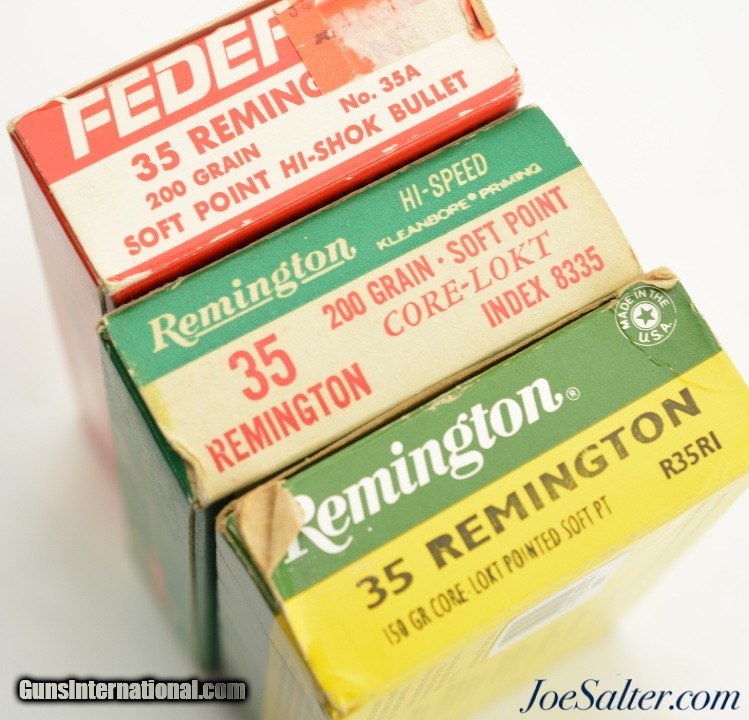 FEDER
35 REMING
No. 35A
200 GRAIN
SOFT POINT HI-SHOK BULLET
HI-SPEED
KLEANBORE® PRIMING
Remington
200 GRAIN · SOFT POINT
CORE-LOKT
INDEX 8335
35
REMINGTON
MADE IN THE
U.S.A.
Remington®
35 REMINGTON
R35R1
150 GR CORE-LOKT POINTED SOFT PT
GunsInternational.com
JoeSalter.com